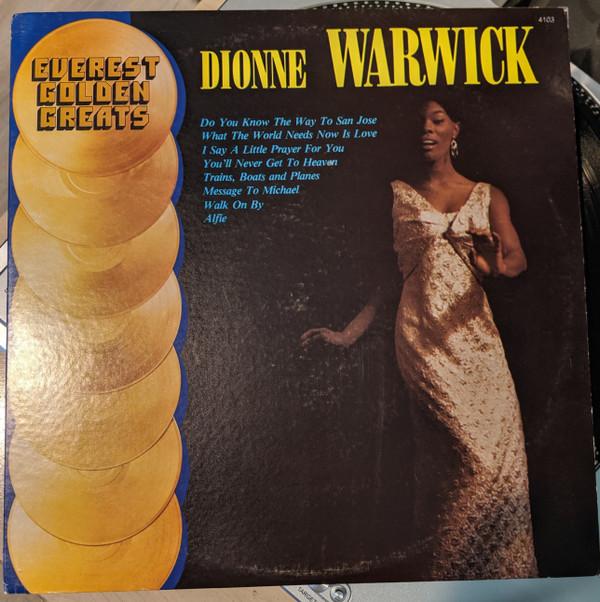 4103
EVEREST
GOLDEN
GREATS
DIONNE WARWICK
Do You Know The Way To San Jose
What The World Needs Now Is Love
I Say A Little Prayer For You
You'll Never Get To Heaven
Trains, Boats and Planes
Message To Michael
Walk On By
Alfie
TARGET